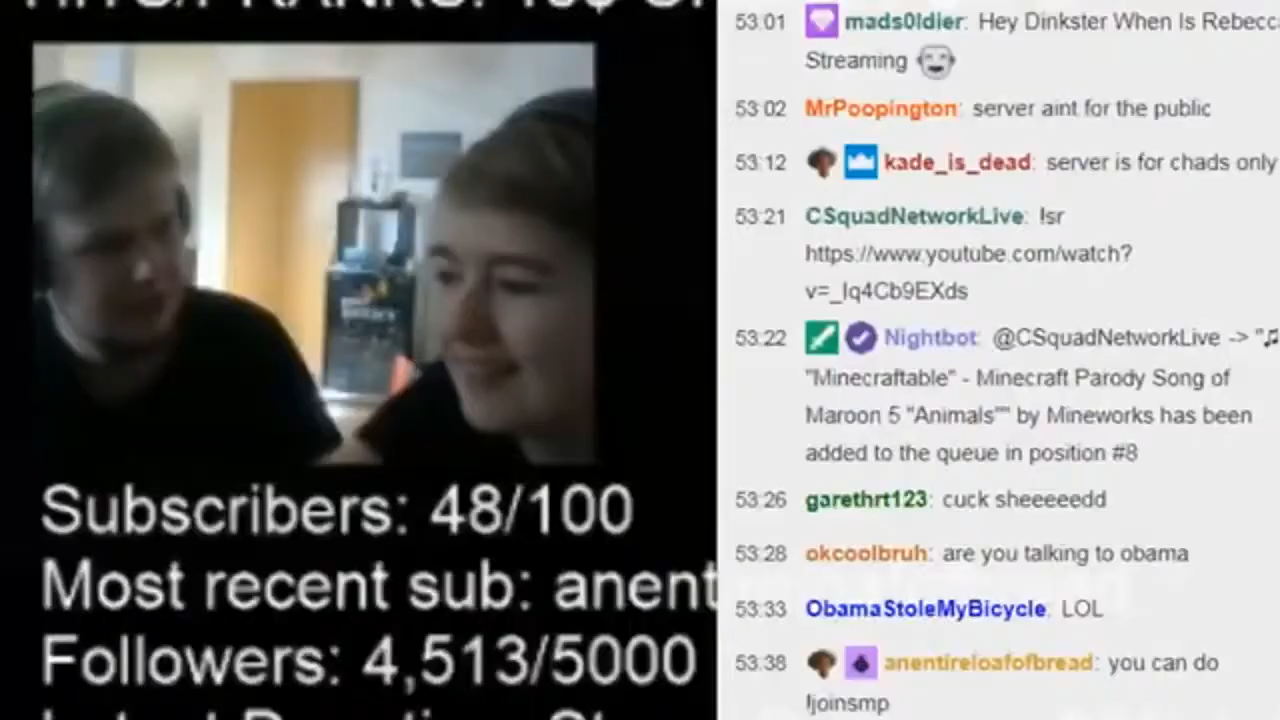 Subscribers: 48/100
Most recent sub: anent
Followers: 4,513/5000
53:01 mads0ldier: Hey Dinkster When Is Rebecc
Streaming
53:02 MrPoopington: server aint for the public
53:12 kade_is_dead: server is for chads only
53:21 CSquadNetworkLive: !sr
https://www.youtube.com/watch?
v=_Iq4Cb9EXds
53:22 Nightbot: @CSquadNetworkLive -> "♫
"Minecraftable" - Minecraft Parody Song of
Maroon 5 "Animals"" by Mineworks has been
added to the queue in position #8
53:26 garethrt123: cuck sheeeeedd
53:28 okcoolbruh: are you talking to obama
53:33 ObamaStoleMyBicycle: LOL
53:38 anentireloafofbread: you can do
!joinsmp